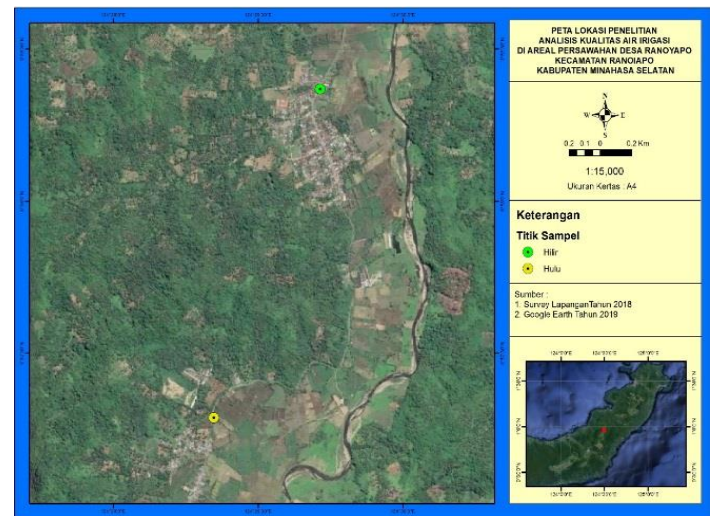 PETA LOKASI PENELITIAN
ANALISIS KUALITAS AIR IRIGASI
DI AREAL PERSAWAHAN DESA RANOYAPO
KECAMATAN RANOIAPO
KABUPATEN MINAHASA SELATAN
N
W E
S
0.2 0.1 0 0.2 Km
1:15,000
Ukuran Kertas : A4
Keterangan
Titik Sampel
Hilir
Hulu
Sumber :
1. Survay LapanganTahun 2018
2. Google Earth Tahun 2019